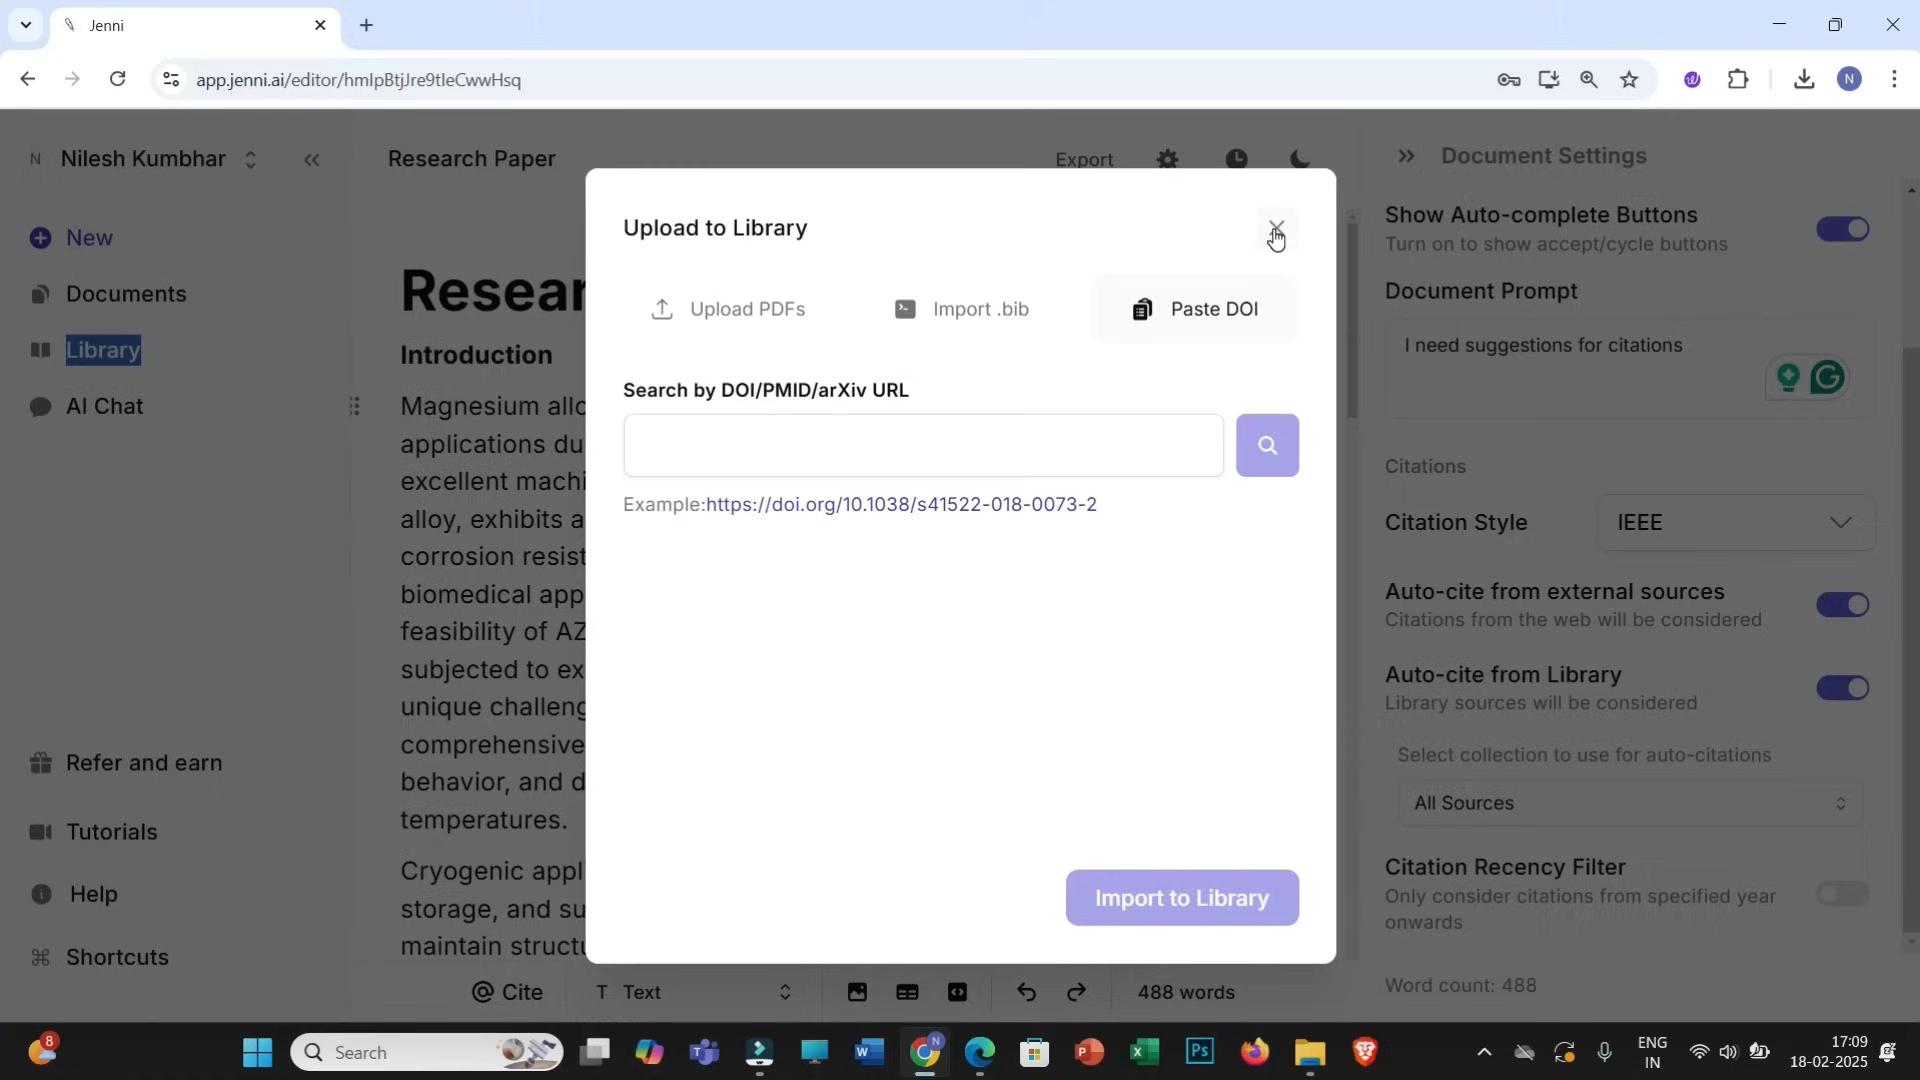 Jenni
app.jenni.ai/editor/hmIpBtjJre9tIeCwwHsq
N
N Nilesh Kumbhar
New
Documents
Library
AI Chat
Refer and earn
Tutorials
Help
Shortcuts
Research Paper
Export
Resear
Introduction
Magnesium allo
applications du
excellent machi
alloy, exhibits a
corrosion resist
biomedical app
feasibility of AZ
subjected to ex
unique challeng
comprehensive
behavior, and d
temperatures.
Cryogenic appl
storage, and su
maintain structu
Upload to Library
Upload PDFs
Import .bib
Paste DOI
Search by DOI/PMID/arXiv URL
Example:https://doi.org/10.1038/s41522-018-0073-2
Import to Library
@ Cite
T Text
488 words
Document Settings
Show Auto-complete Buttons
Turn on to show accept/cycle buttons
Document Prompt
I need suggestions for citations
Citations
Citation Style
IEEE
Auto-cite from external sources
Citations from the web will be considered
Auto-cite from Library
Library sources will be considered
Select collection to use for auto-citations
All Sources
Citation Recency Filter
Only consider citations from specified year
onwards
Word count: 488
8
Search
ENG
IN
17:09
18-02-2025